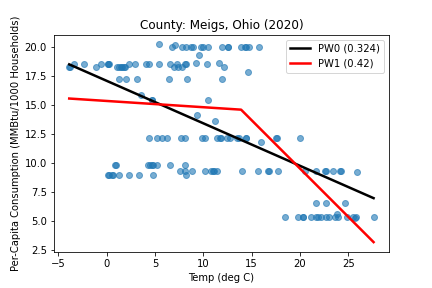 County: Meigs, Ohio (2020)
PW0 (0.324)
PW1 (0.42)
Per-Capita Consumption (MMBtu/1000 Households)
20.0
17.5
15.0
12.5
10.0
7.5
5.0
2.5
−5 0 5 10 15 20 25
Temp (deg C)